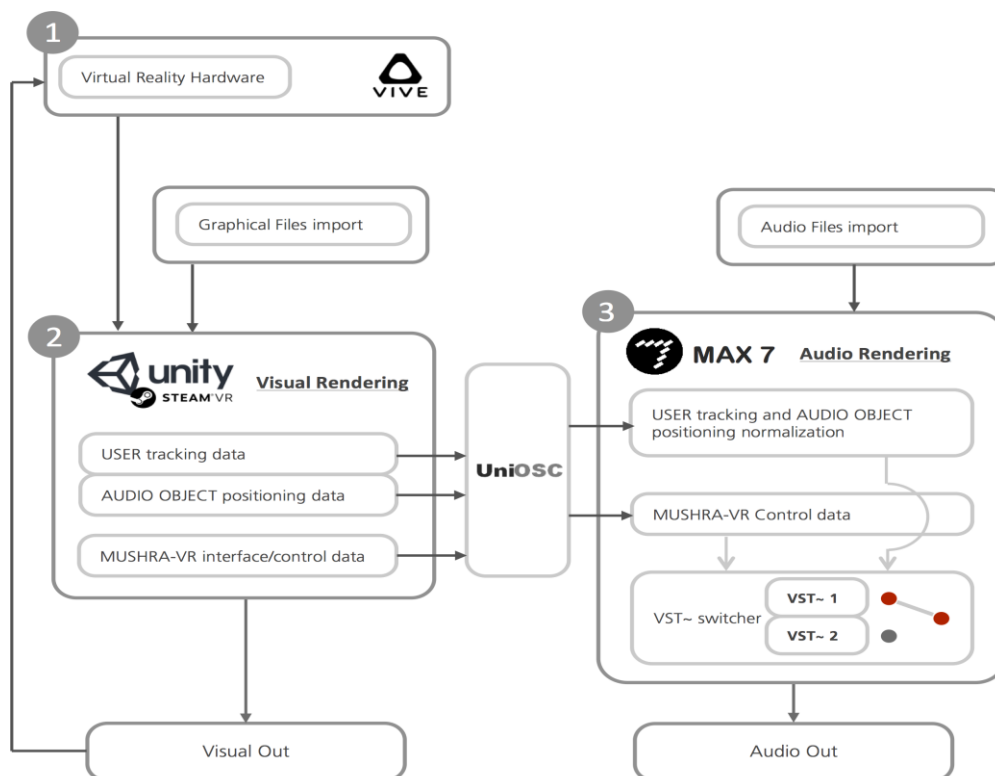 1
Virtual Reality Hardware
VIVE
Graphical Files import
Audio Files import
2
unity
STEAM VR
Visual Rendering
USER tracking data
AUDIO OBJECT positioning data
MUSHRA-VR interface/control data
UniOSC
3
MAX 7
Audio Rendering
USER tracking and AUDIO OBJECT
positioning normalization
MUSHRA-VR Control data
VST~ switcher
VST~ 1
VST~ 2
Visual Out
Audio Out